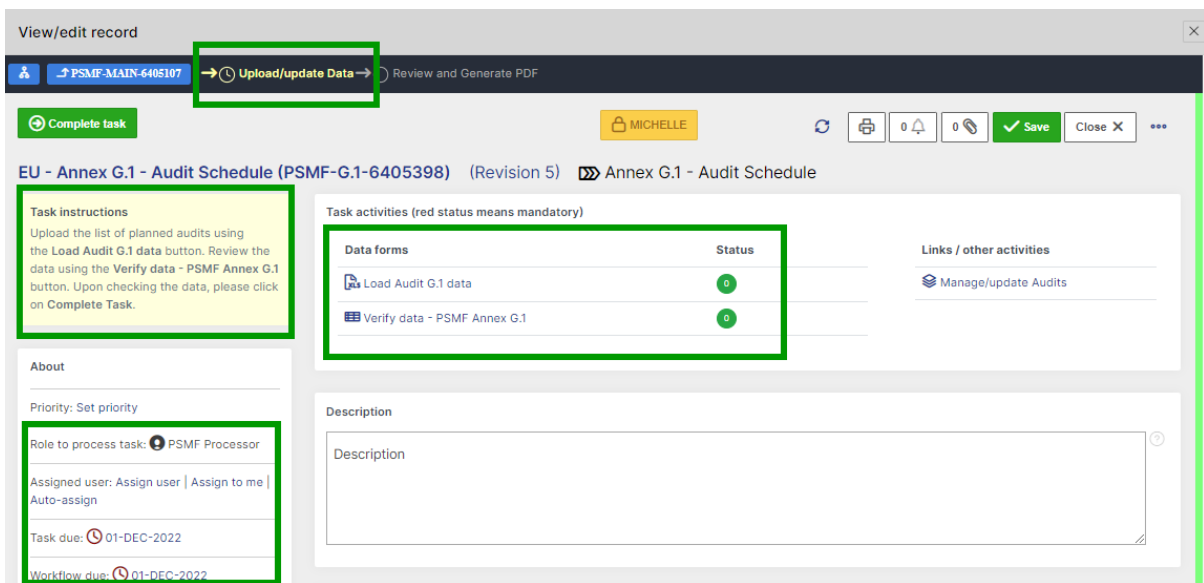 View/edit record
PSMF-MAIN-6405107
Upload/update Data
Review and Generate PDF
Complete task
MICHELLE
0
0
Save
Close X
EU - Annex G.1 - Audit Schedule (PSMF-G.1-6405398) (Revision 5) Annex G.1 - Audit Schedule
Task instructions
Upload the list of planned audits using
the Load Audit G.1 data button. Review the
data using the Verify data - PSMF Annex G.1
button. Upon checking the data, please click
on Complete Task.
Task activities (red status means mandatory)
Data forms Status
XLS Load Audit G.1 data 0
Verify data - PSMF Annex G.1 0
Links / other activities
Manage/update Audits
About
Priority: Set priority
Role to process task: PSMF Processor
Assigned user: Assign user | Assign to me |
Auto-assign
Task due: 01-DEC-2022
Workflow due: 01-DEC-2022
Description
Description
?